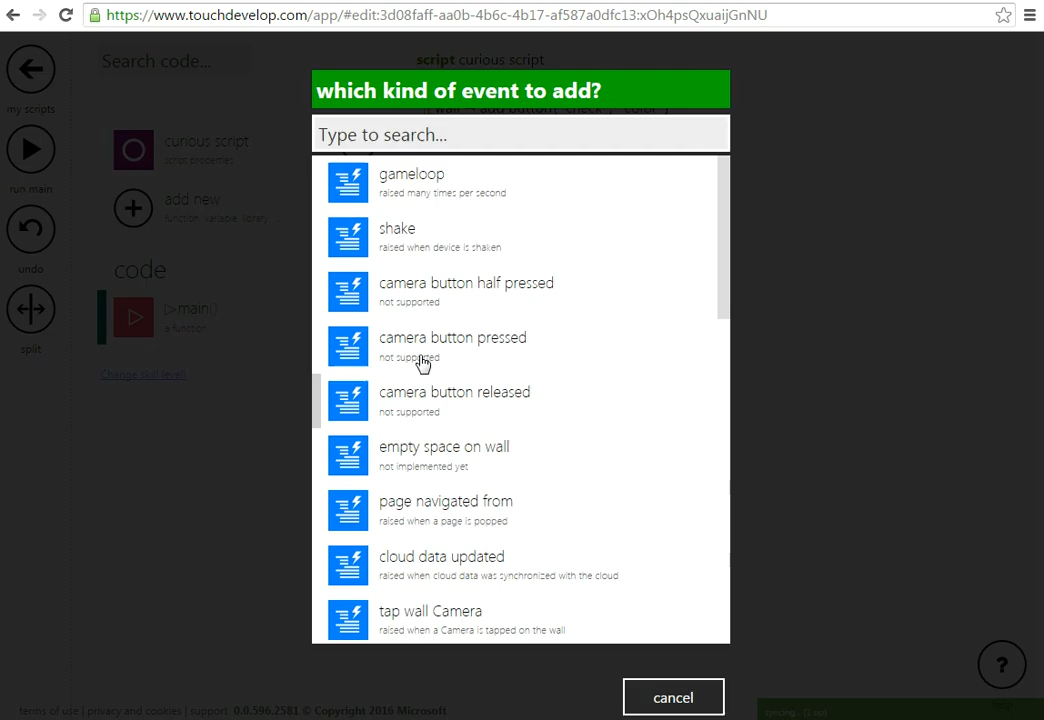 https://www.touchdevelop.com/app/#edit:3d08faff-aa0b-4b6c-4b17-af587a0dfc13:xOh4psQxuaijGnNU
Search code...
script curious script
my scripts
which kind of event to add?
Type to search...
curious script
script properties
run main
add new
function, variable, library,
undo
code
▷main()
a function
split
Change skill level!
gameloop
raised many times per second
shake
raised when device is shaken
camera button half pressed
not supported
camera button pressed
not supported
camera button released
not supported
empty space on wall
not implemented yet
page navigated from
raised when a page is popped
cloud data updated
raised when cloud data was synchronized with the cloud
tap wall Camera
raised when a Camera is tapped on the wall
cancel
?
help
terms of use | privacy and cookies | support 0.0.596.2581 © Copyright 2016 Microsoft